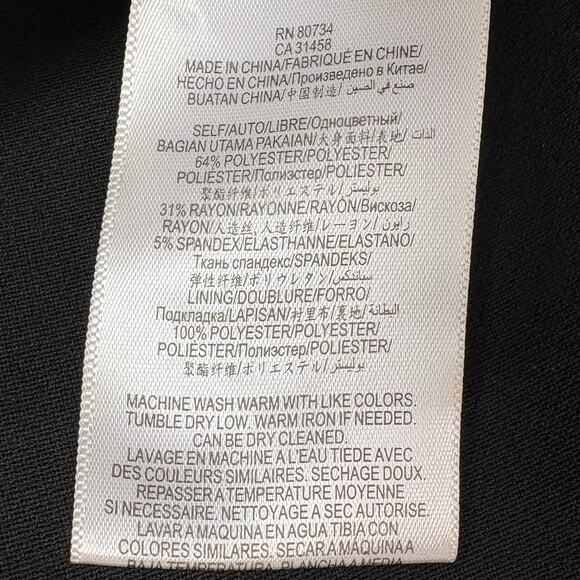 RN 80734
CA 31458
MADE IN CHINA/FABRIQUÉ EN CHINE/
HECHO EN CHINA/Произведено в Китае/
BUATAN CHINA/中国制造/صنع في الصين
SELF/AUTO/LIBRE/Одноцветный/
BAGIAN UTAMA PAKAIAN/大身面料/表地/الذات
64% POLYESTER/POLYESTER/
POLIÉSTER/Полиэстер/POLIESTER/
聚酯纤维/ポリエステル/بوليستر
31% RAYON/RAYONNE/RAYÓN/Вискоза/
RAYON/人造丝, 人造纤维/レーヨン/رايون
5% SPANDEX/ELASTHANNE/ELASTANO/
Ткань спандекс/SPANDEKS/
弹性纤维/ポリウレタン/سباندكس
LINING/DOUBLURE/FORRO/
Подкладка/LAPISAN/衬里布/裏地/البطانة
100% POLYESTER/POLYESTER/
POLIÉSTER/Полиэстер/POLIESTER/
聚酯纤维/ポリエステル/بوليستر
MACHINE WASH WARM WITH LIKE COLORS.
TUMBLE DRY LOW. WARM IRON IF NEEDED.
CAN BE DRY CLEANED.
LAVAGE EN MACHINE A L'EAU TIEDE AVEC
DES COULEURS SIMILAIRES. SECHAGE DOUX.
REPASSER A TEMPERATURE MOYENNE
SI NECESSAIRE. NETTOYAGE A SEC AUTORISE.
LAVAR A MAQUINA EN AGUA TIBIA CON
COLORES SIMILARES. SECAR A MAQUINA A
BAJA TEMPERATURA. PLANCHA A MEDIA